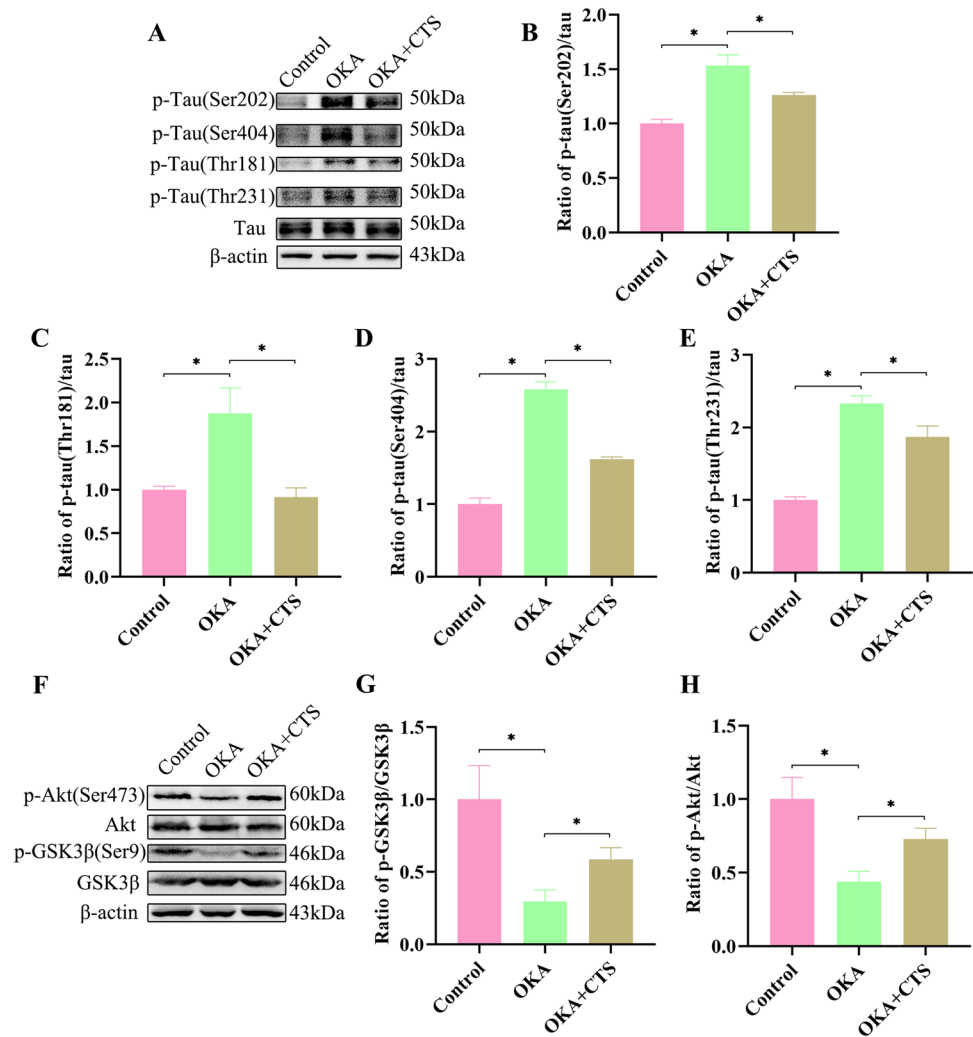 A
Control
OKA
OKA+CTS
p-Tau(Ser202)
50kDa
p-Tau(Ser404)
50kDa
p-Tau(Thr181)
50kDa
p-Tau(Thr231)
50kDa
Tau
50kDa
β-actin
43kDa
B
Ratio of p-tau(Ser202)/tau
2.0
1.5
1.0
0.5
0.0
*
*
Control
OKA
OKA+CTS
C
Ratio of p-tau(Thr181)/tau
2.5
2.0
1.5
1.0
0.5
0.0
*
*
Control
OKA
OKA+CTS
D
Ratio of p-tau(Ser404)/tau
3
2
1
0
*
*
Control
OKA
OKA+CTS
E
Ratio of p-tau(Thr231)/tau
3
2
1
0
*
*
Control
OKA
OKA+CTS
F
Control
OKA
OKA+CTS
p-Akt(Ser473)
60kDa
Akt
60kDa
p-GSK3β(Ser9)
46kDa
GSK3β
46kDa
β-actin
43kDa
G
Ratio of p-GSK3β/GSK3β
1.5
1.0
0.5
0.0
*
*
Control
OKA
OKA+CTS
H
Ratio of p-Akt/Akt
1.5
1.0
0.5
0.0
*
*
Control
OKA
OKA+CTS